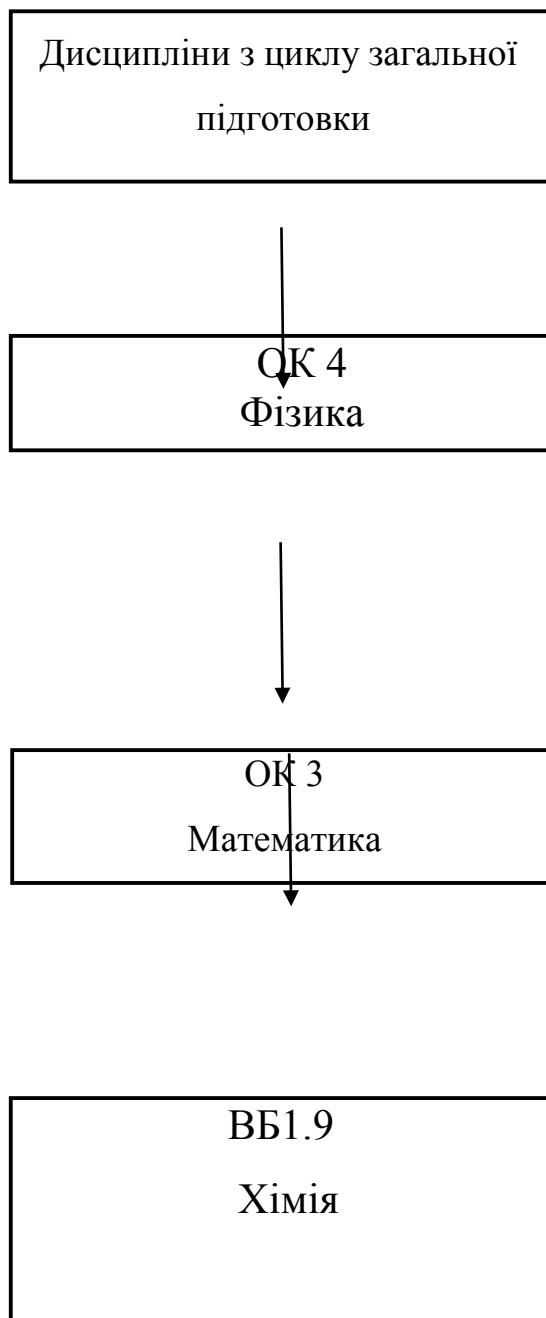 Дисципліни з циклу загальної
підготовки
ОК 4
Фізика
ОК 3
Математика
ВБ1.9
Хімія